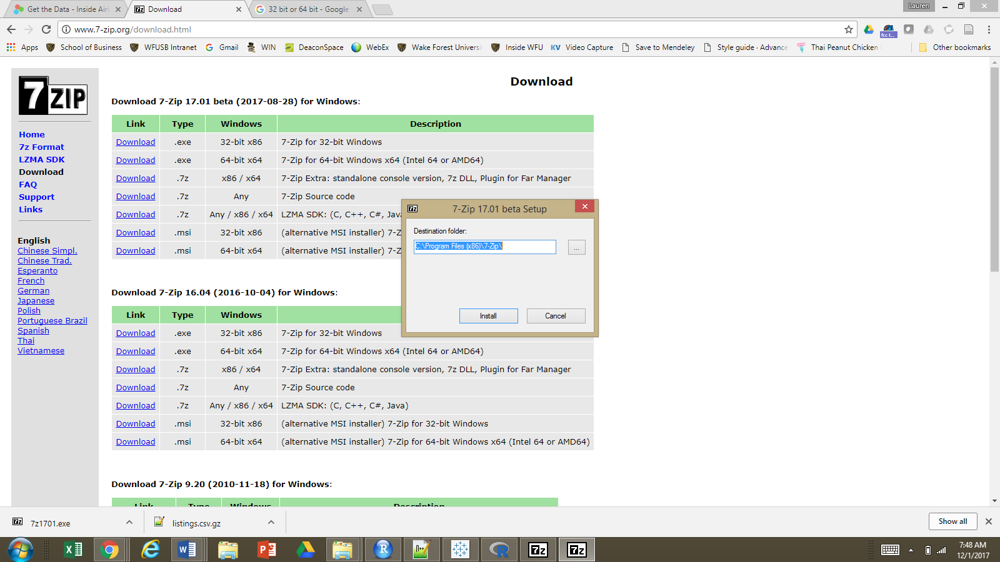 Get the Data - Inside Airb
Download
32 bit or 64 bit - Google
Lauren
www.7-zip.org/download.html
fcc t...
Apps
School of Business
WFUSB Intranet
Gmail
WIN
DeaconSpace
WebEx
Wake Forest Universi
Inside WFU
KV Video Capture
Save to Mendeley
Style guide · Advance
Thai Peanut Chicken
Other bookmarks
7ZIP
Home
7z Format
LZMA SDK
Download
FAQ
Support
Links
English
Chinese Simpl.
Chinese Trad.
Esperanto
French
German
Japanese
Polish
Portuguese Brazil
Spanish
Thai
Vietnamese
Download
Download 7-Zip 17.01 beta (2017-08-28) for Windows:
Link Type Windows Description
Download .exe 32-bit x86 7-Zip for 32-bit Windows
Download .exe 64-bit x64 7-Zip for 64-bit Windows x64 (Intel 64 or AMD64)
Download .7z x86 / x64 7-Zip Extra: standalone console version, 7z DLL, Plugin for Far Manager
Download .7z Any 7-Zip Source code
Download .7z Any / x86 / x64 LZMA SDK: (C, C++, C#, Java
Download .msi 32-bit x86 (alternative MSI installer) 7-Z
Download .msi 64-bit x64 (alternative MSI installer) 7-Z
Download 7-Zip 16.04 (2016-10-04) for Windows:
Link Type Windows
Download .exe 32-bit x86 7-Zip for 32-bit Windows
Download .exe 64-bit x64 7-Zip for 64-bit Windows x64 (Intel 64 or AMD64)
Download .7z x86 / x64 7-Zip Extra: standalone console version, 7z DLL, Plugin for Far Manager
Download .7z Any 7-Zip Source code
Download .7z Any / x86 / x64 LZMA SDK: (C, C++, C#, Java)
Download .msi 32-bit x86 (alternative MSI installer) 7-Zip for 32-bit Windows
Download .msi 64-bit x64 (alternative MSI installer) 7-Zip for 64-bit Windows x64 (Intel 64 or AMD64)
Download 7-Zip 9.20 (2010-11-18) for Windows:
Link Type Windows Description
7z 7-Zip 17.01 beta Setup
Destination folder:
C:\Program Files (x86)\7-Zip\
...
Install Cancel
7z1701.exe
listings.csv.gz
Show all
7:48 AM
12/1/2017